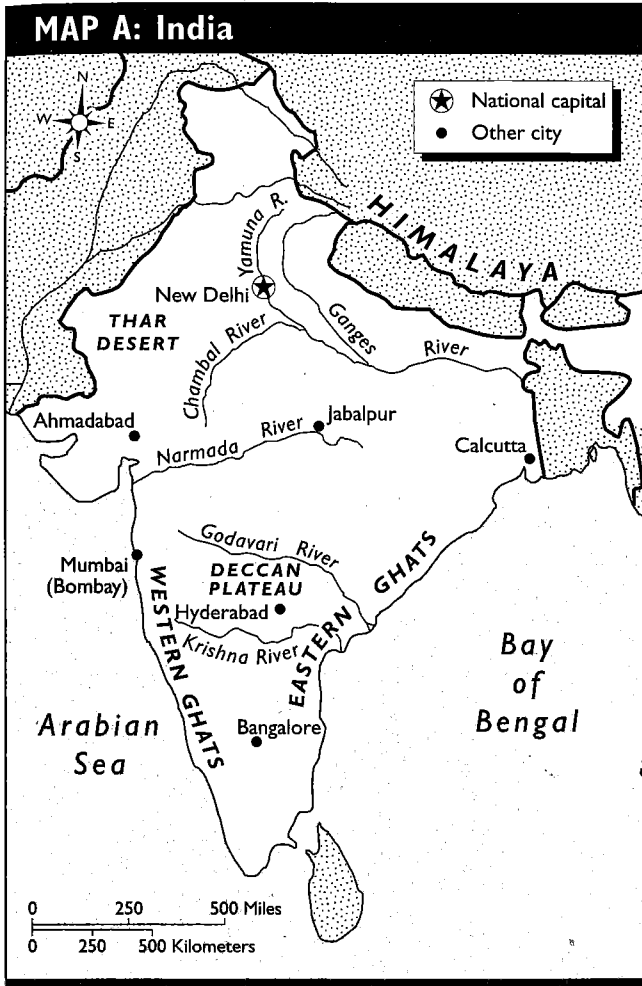 MAP A: India
N
W
E
S
National capital
Other city
HIMALAYA
Yamuna R.
New Delhi
THAR
DESERT
Chambal River
Ganges
River
Ahmadabad
Jabalpur
Narmada River
Calcutta
Godavari River
Mumbai
(Bombay)
DECCAN
PLATEAU
Hyderabad
Krishna River
WESTERN GHATS
EASTERN GHATS
Bay
of
Bengal
Arabian
Sea
Bangalore
0 250 500 Miles
0 250 500 Kilometers